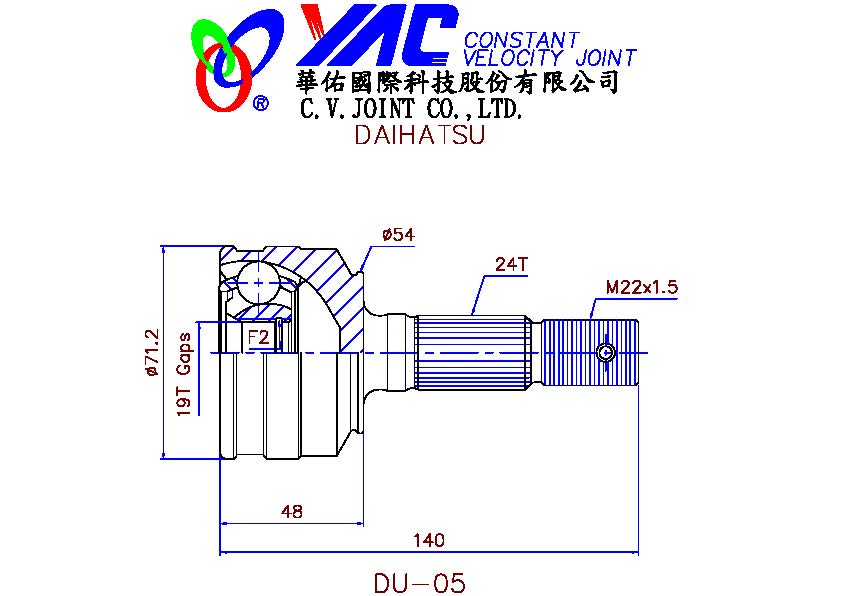 YAC CONSTANT
VELOCITY JOINT
®
華佑國際科技股份有限公司
C.V.JOINT CO.,LTD.
DAIHATSU
ø54
24T
M22x1.5
F2
ø71.2
19T Gaps
48
140
DU-05